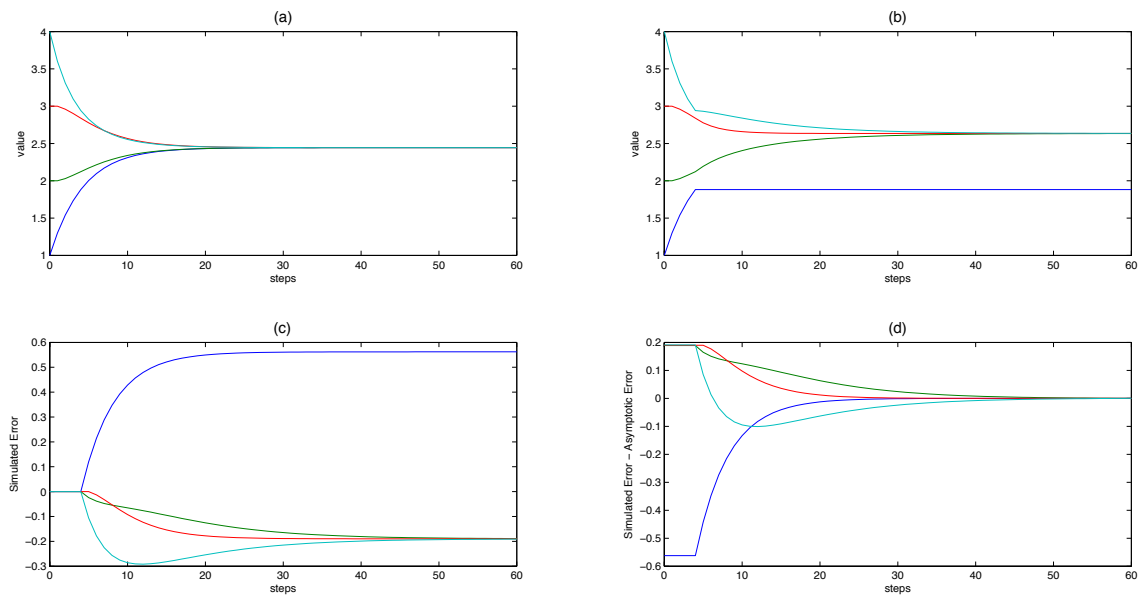 (a)
4
3.5
3
2.5
2
1.5
1
value
0 10 20 30 40 50 60
steps
(b)
4
3.5
3
2.5
2
1.5
1
value
0 10 20 30 40 50 60
steps
(c)
0.6
0.5
0.4
0.3
0.2
0.1
0
−0.1
−0.2
−0.3
Simulated Error
0 10 20 30 40 50 60
steps
(d)
0.2
0.1
0
−0.1
−0.2
−0.3
−0.4
−0.5
−0.6
Simulated Error − Asymptotic Error
0 10 20 30 40 50 60
steps